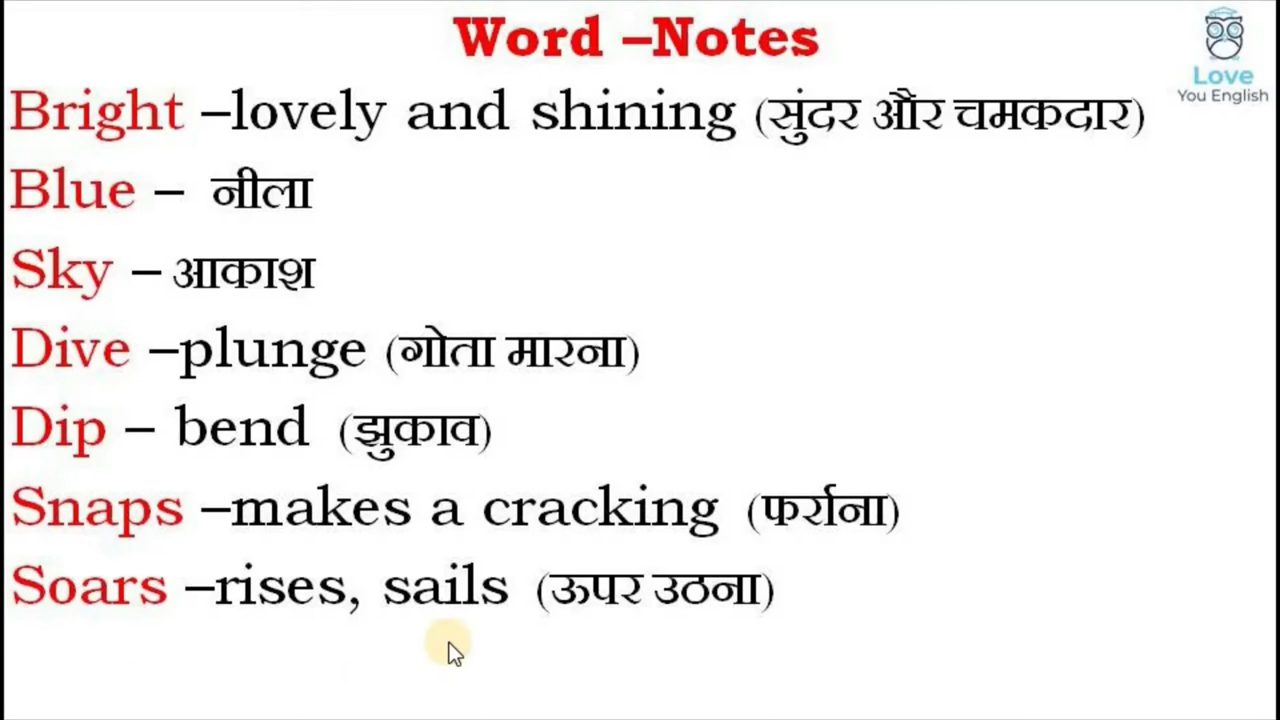 Word –Notes
Love
You English
Bright –lovely and shining (सुंदर और चमकदार)
Blue – नीला
Sky – आकाश
Dive –plunge (गोता मारना)
Dip – bend (झुकाव)
Snaps –makes a cracking (फर्राना)
Soars –rises, sails (ऊपर उठना)